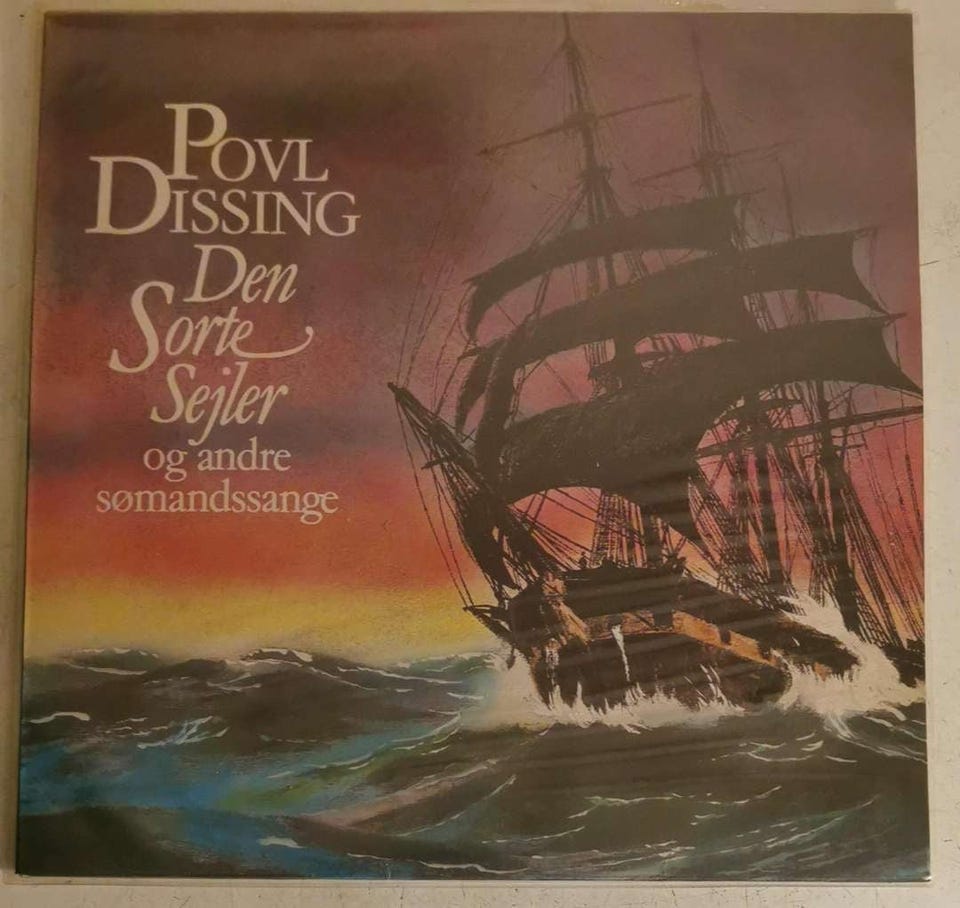 POVL
DISSING
Den
Sorte
Sejler
og andre
sømandssange